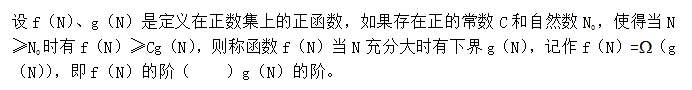 设f(N)、g(N)是定义在正数集上的正函数，如果存在正的常数C和自然数N₀，使得当N
≥N₀时有f(N)≥Cg(N)，则称函数f(N)当N充分大时有下界g(N)，记作f(N)=Ω(g
(N))，即f(N)的阶(　　)g(N)的阶。